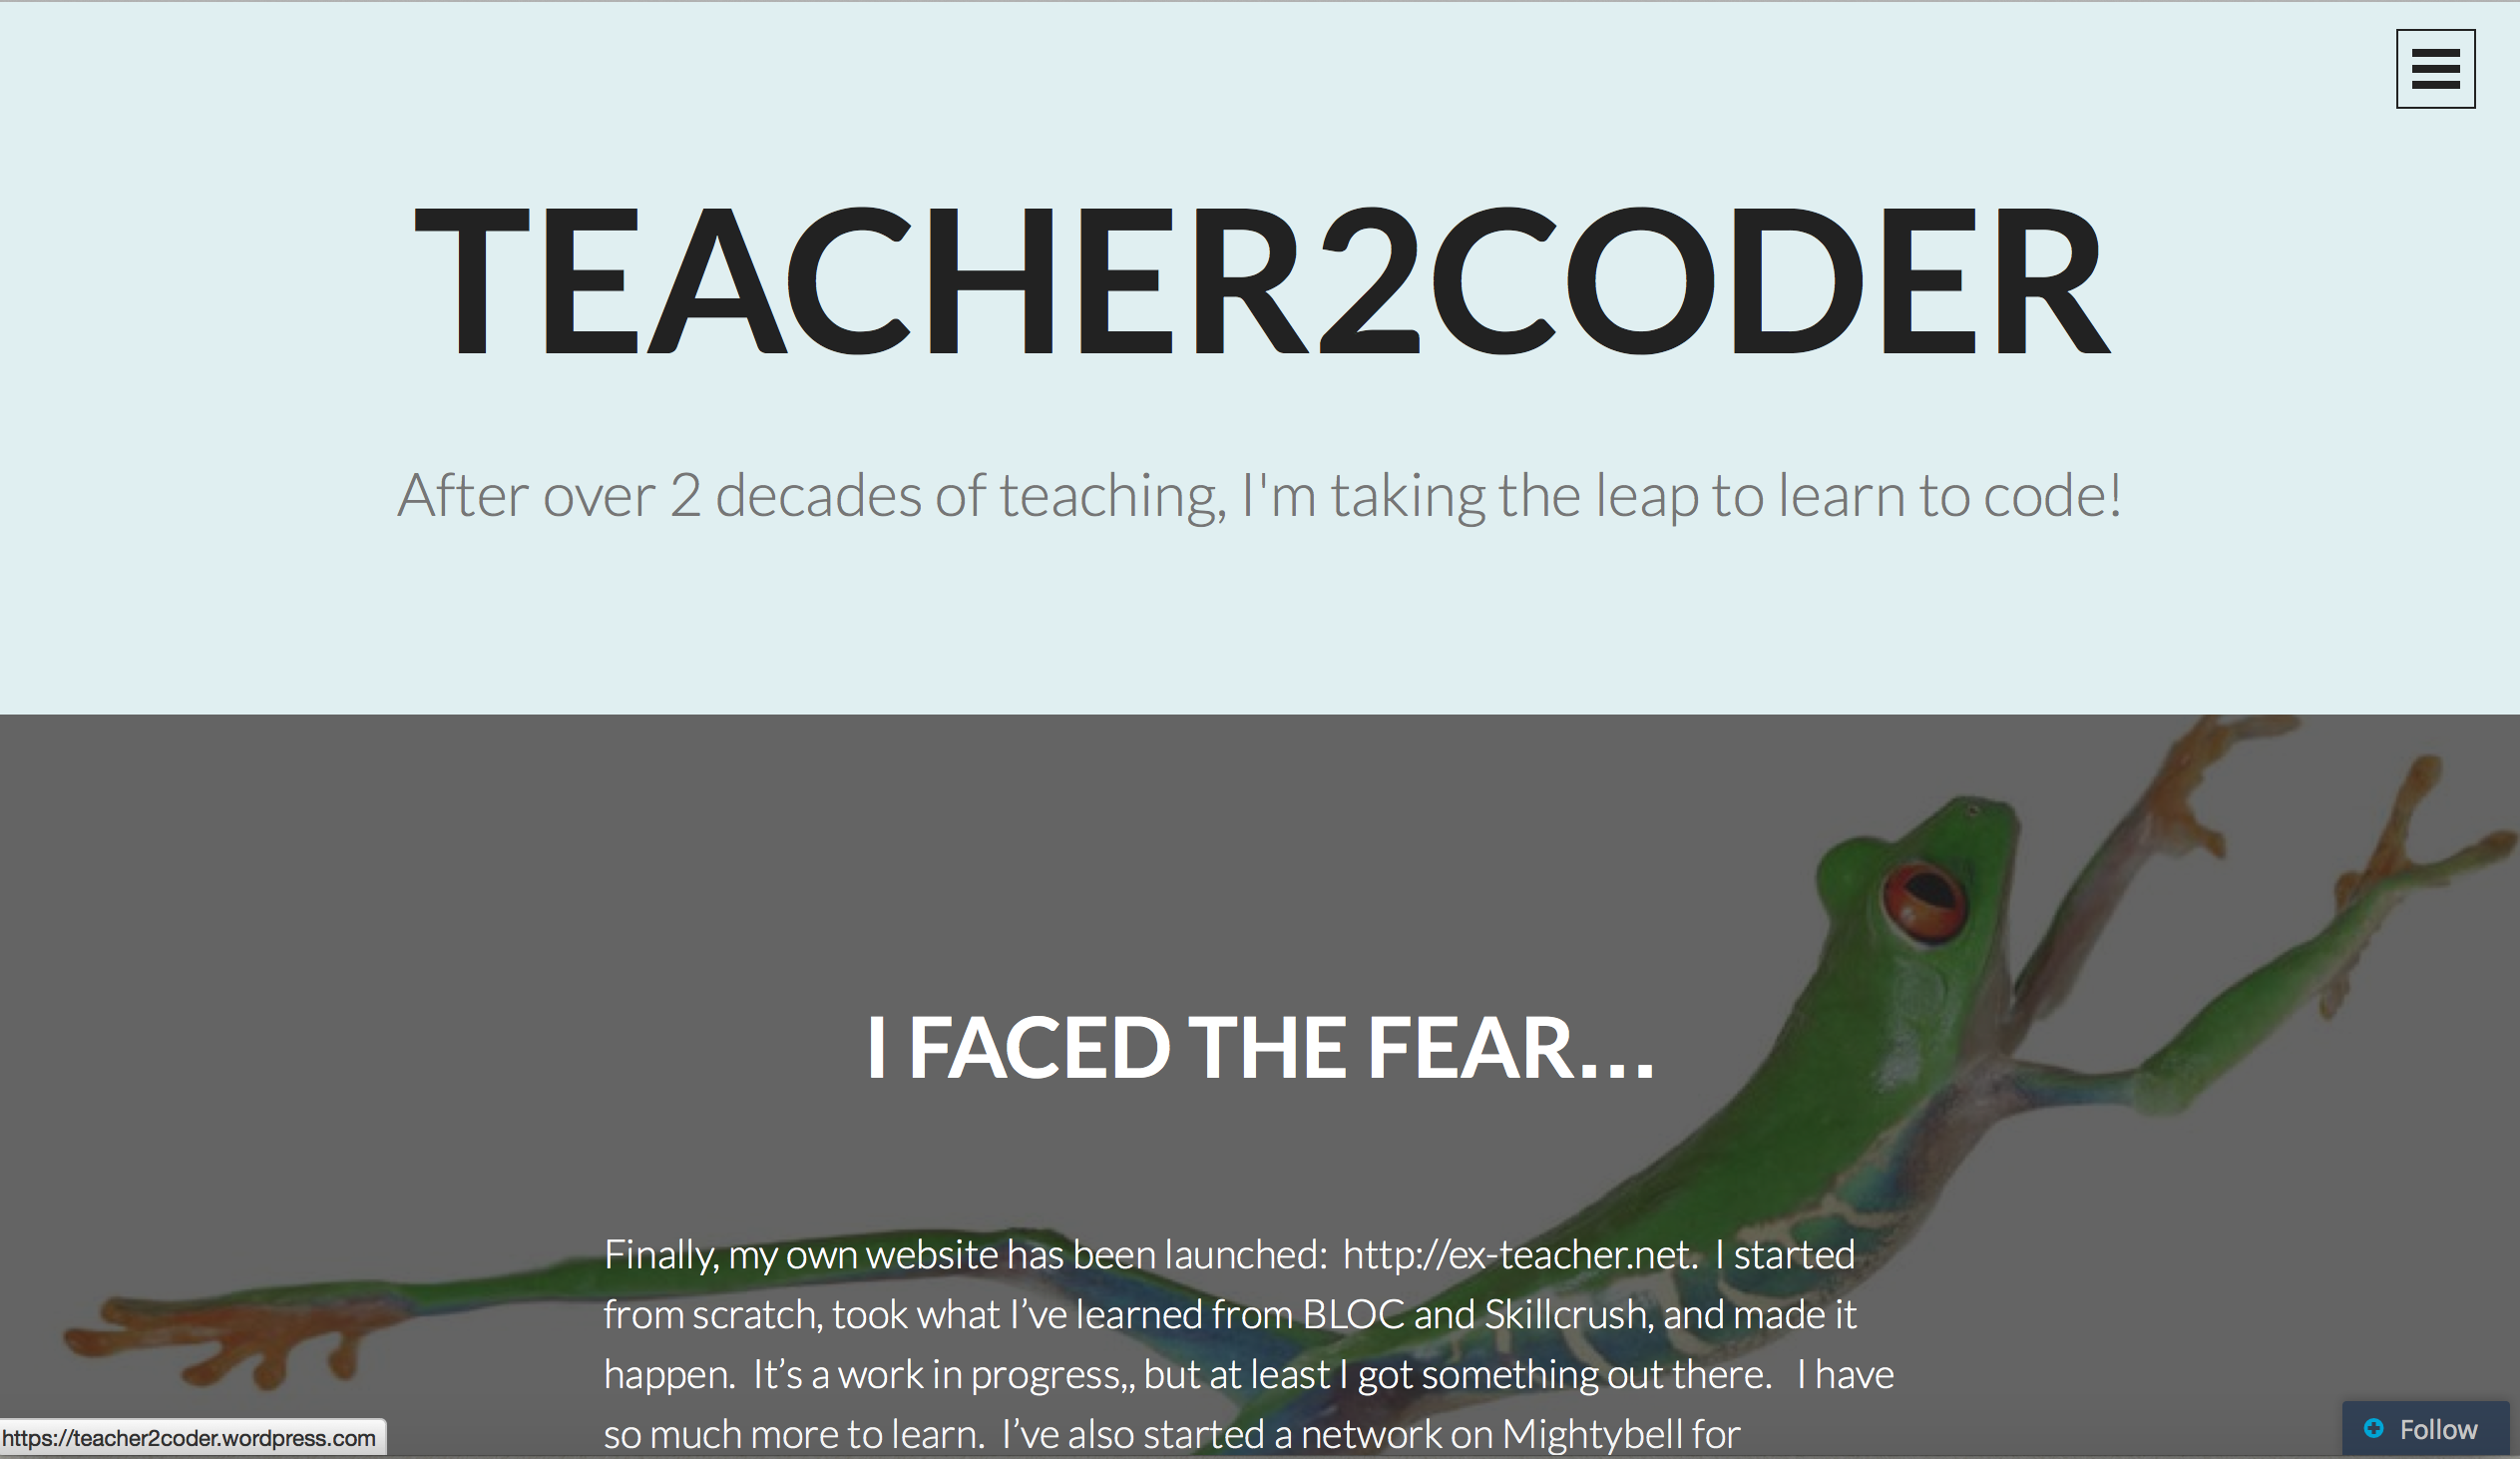 TEACHER2CODER
After over 2 decades of teaching, I'm taking the leap to learn to code!
I FACED THE FEAR…
Finally, my own website has been launched:  http://ex-teacher.net.  I started
from scratch, took what I’ve learned from BLOC and Skillcrush, and made it
happen.  It’s a work in progress,, but at least I got something out there.   I have
so much more to learn.  I’ve also started a network on Mightybell for
https://teacher2coder.wordpress.com
Follow